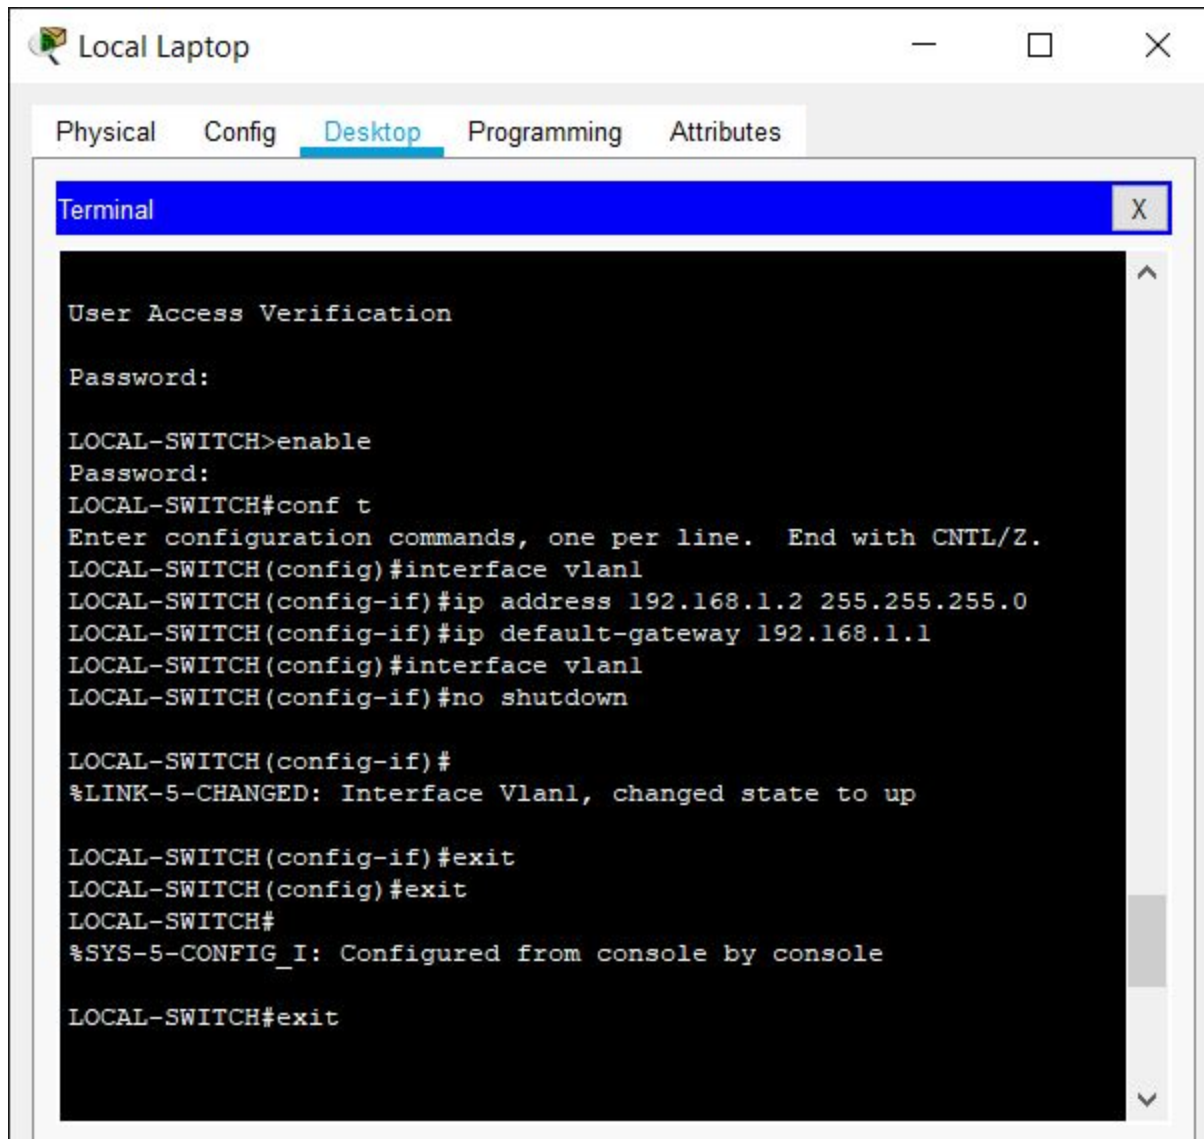 Local Laptop
Physical Config Desktop Programming Attributes
Terminal X
User Access Verification
Password:
LOCAL-SWITCH>enable
Password:
LOCAL-SWITCH#conf t
Enter configuration commands, one per line.  End with CNTL/Z.
LOCAL-SWITCH(config)#interface vlan1
LOCAL-SWITCH(config-if)#ip address 192.168.1.2 255.255.255.0
LOCAL-SWITCH(config-if)#ip default-gateway 192.168.1.1
LOCAL-SWITCH(config)#interface vlan1
LOCAL-SWITCH(config-if)#no shutdown
LOCAL-SWITCH(config-if)#
%LINK-5-CHANGED: Interface Vlan1, changed state to up
LOCAL-SWITCH(config-if)#exit
LOCAL-SWITCH(config)#exit
LOCAL-SWITCH#
%SYS-5-CONFIG_I: Configured from console by console
LOCAL-SWITCH#exit